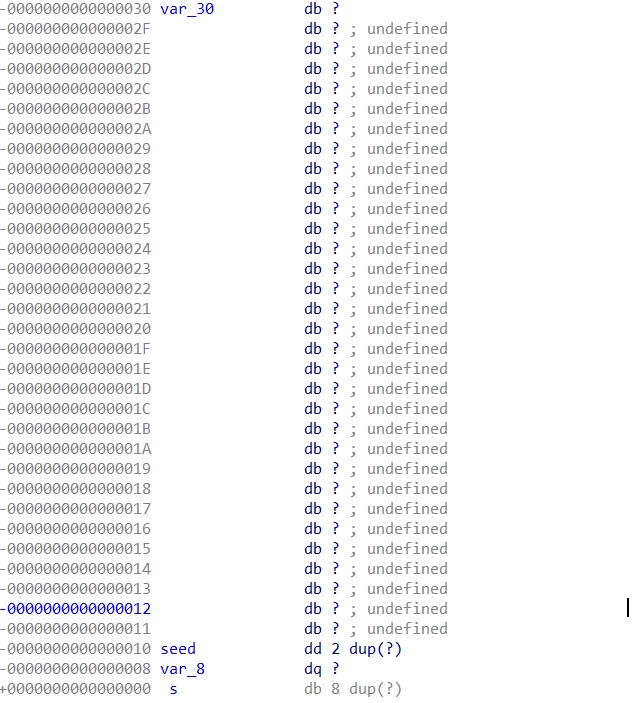 -0000000000000030 var_30 db ?
-000000000000002F db ? ; undefined
-000000000000002E db ? ; undefined
-000000000000002D db ? ; undefined
-000000000000002C db ? ; undefined
-000000000000002B db ? ; undefined
-000000000000002A db ? ; undefined
-0000000000000029 db ? ; undefined
-0000000000000028 db ? ; undefined
-0000000000000027 db ? ; undefined
-0000000000000026 db ? ; undefined
-0000000000000025 db ? ; undefined
-0000000000000024 db ? ; undefined
-0000000000000023 db ? ; undefined
-0000000000000022 db ? ; undefined
-0000000000000021 db ? ; undefined
-0000000000000020 db ? ; undefined
-000000000000001F db ? ; undefined
-000000000000001E db ? ; undefined
-000000000000001D db ? ; undefined
-000000000000001C db ? ; undefined
-000000000000001B db ? ; undefined
-000000000000001A db ? ; undefined
-0000000000000019 db ? ; undefined
-0000000000000018 db ? ; undefined
-0000000000000017 db ? ; undefined
-0000000000000016 db ? ; undefined
-0000000000000015 db ? ; undefined
-0000000000000014 db ? ; undefined
-0000000000000013 db ? ; undefined
-0000000000000012 db ? ; undefined
-0000000000000011 db ? ; undefined
-0000000000000010 seed dd 2 dup(?)
-0000000000000008 var_8 dq ?
+0000000000000000 s db 8 dup(?)